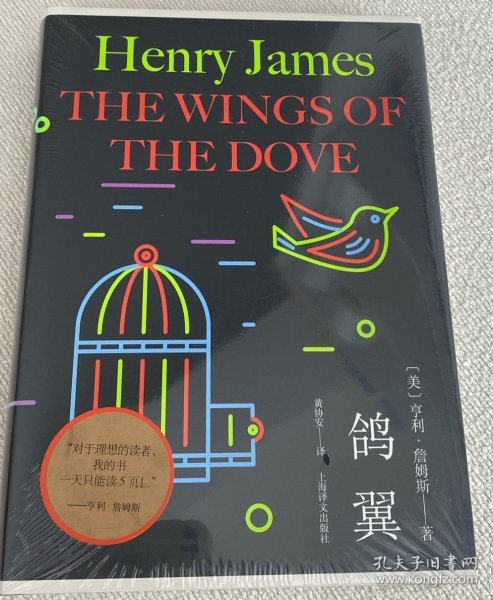 Henry James
THE WINGS OF
THE DOVE
〔美〕亨利·詹姆斯——著
鸽翼
黄协安——译
上海译文出版社
“对于理想的读者，
我的书
一天只能读5页！”
——亨利·詹姆斯
孔夫子旧书网
www.kongfz.com